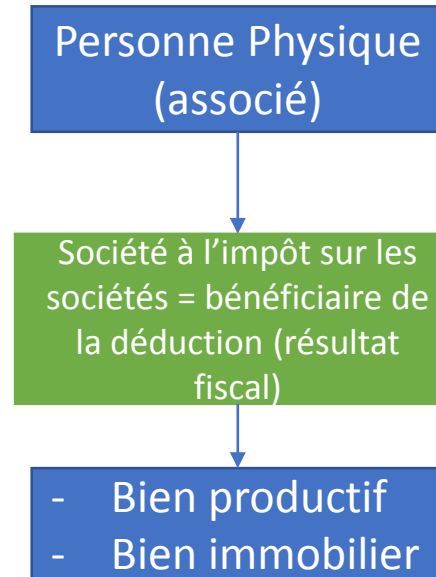 Personne Physique
(associé)
Société à l’impôt sur les
sociétés = bénéficiaire de
la déduction (résultat
fiscal)
- Bien productif
- Bien immobilier